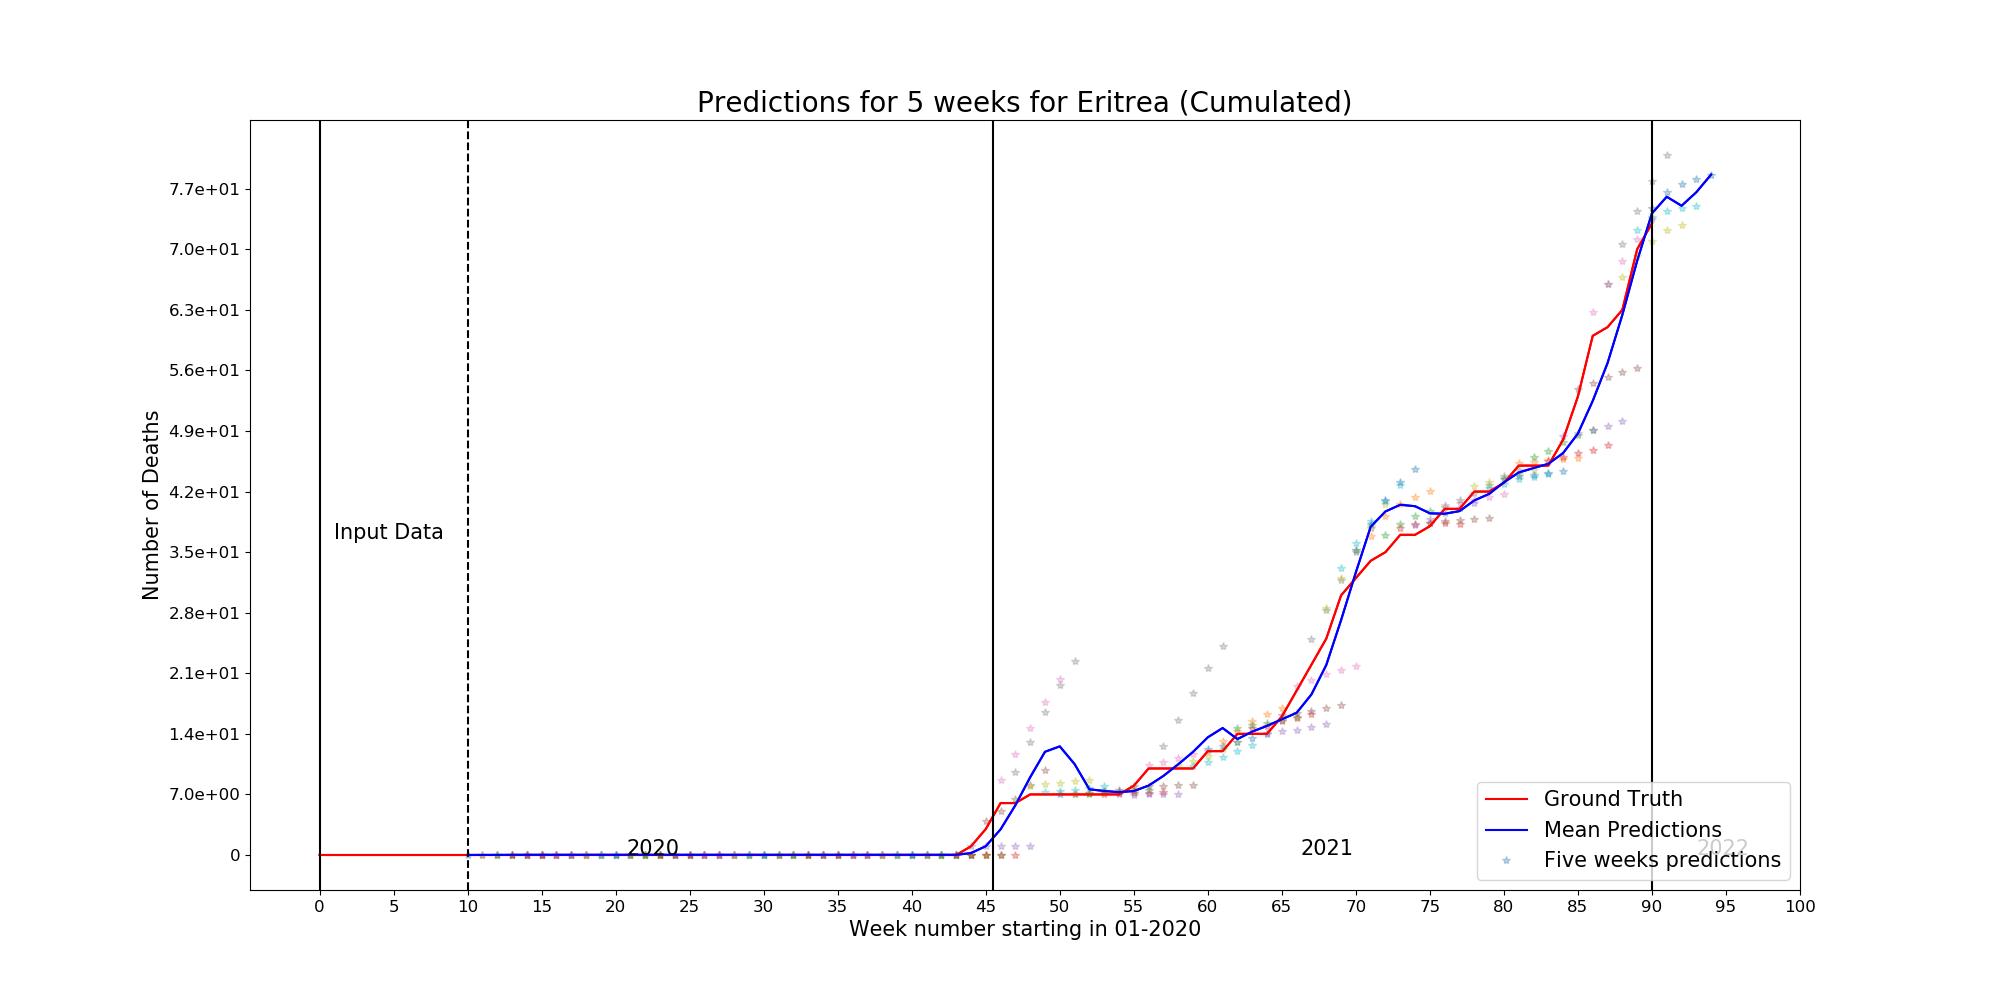 Predictions for 5 weeks for Eritrea (Cumulated)
Number of Deaths
7.7e+01
7.0e+01
6.3e+01
5.6e+01
4.9e+01
4.2e+01
3.5e+01
2.8e+01
2.1e+01
1.4e+01
7.0e+00
0
Input Data
2020
2021
2022
Ground Truth
Mean Predictions
Five weeks predictions
0 5 10 15 20 25 30 35 40 45 50 55 60 65 70 75 80 85 90 95 100
Week number starting in 01-2020